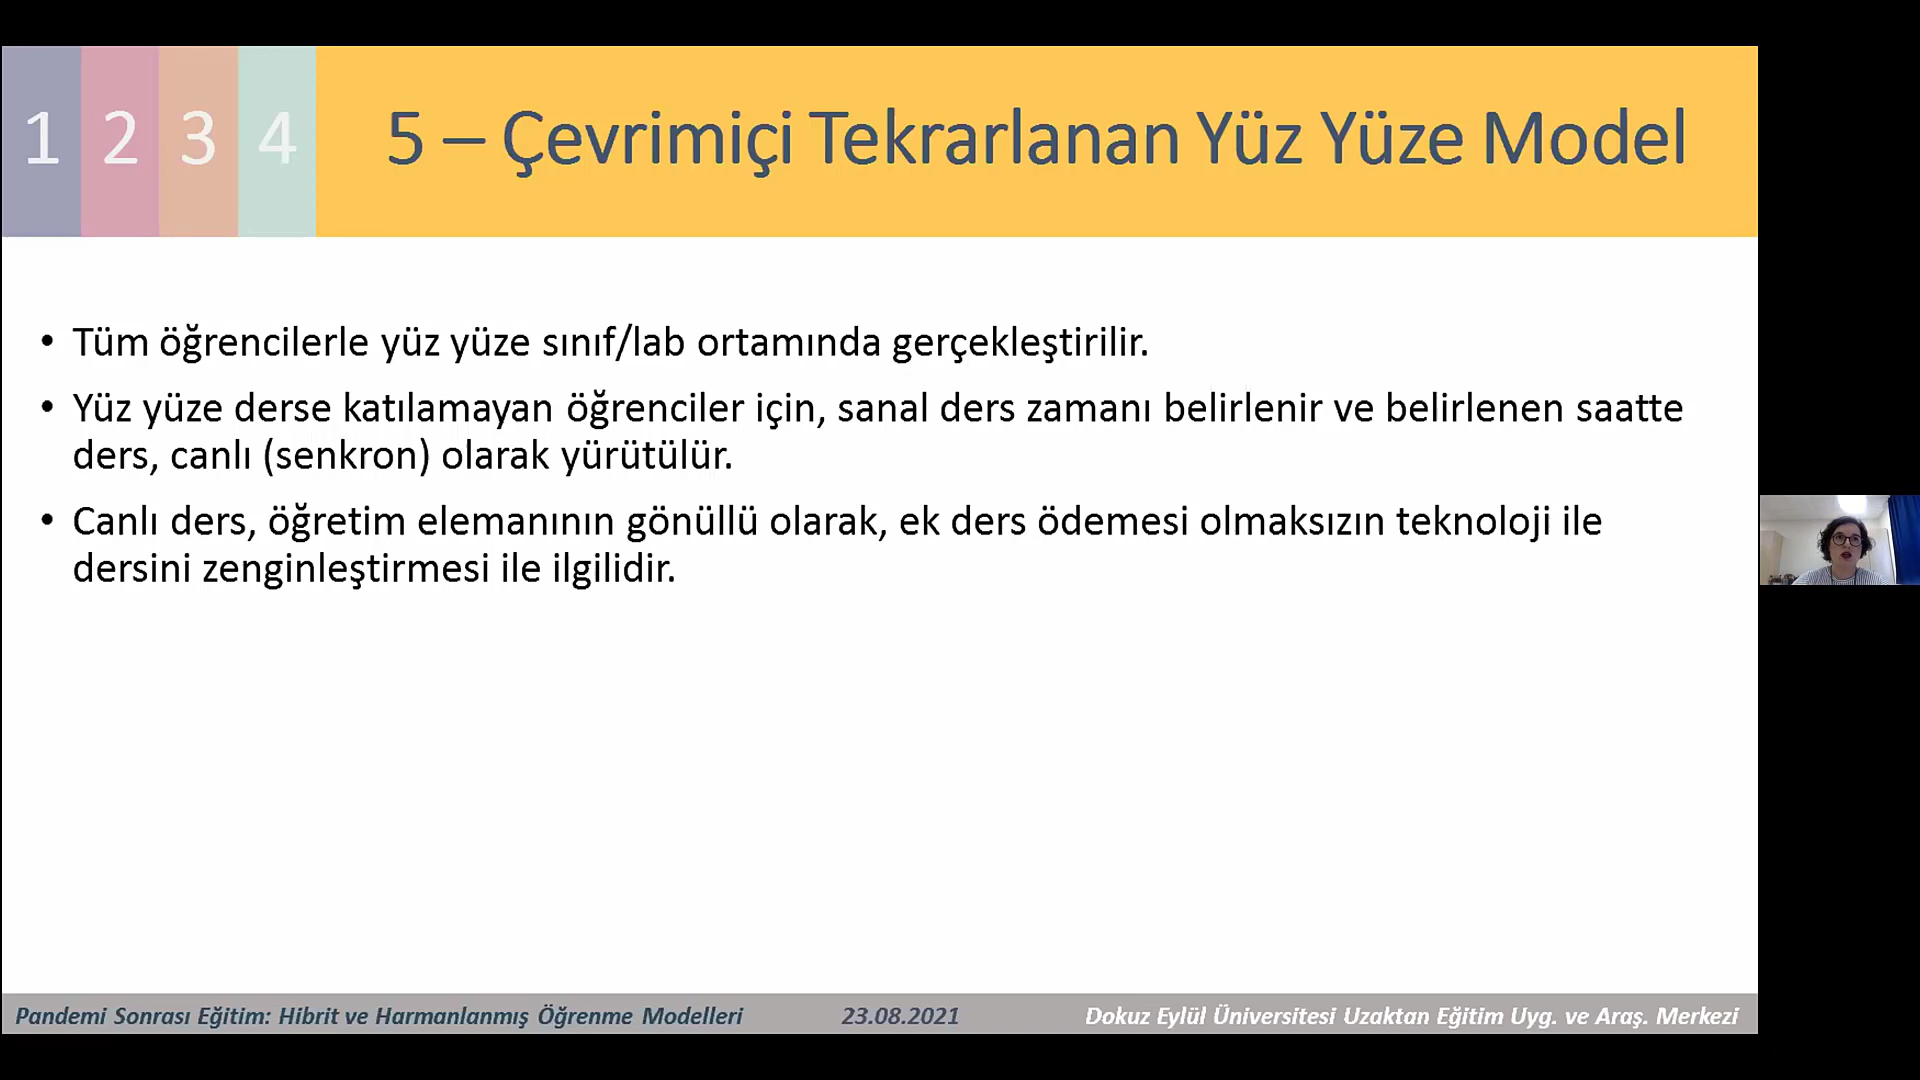 1 2 3 4 5 – Çevrimiçi Tekrarlanan Yüz Yüze Model
• Tüm öğrencilerle yüz yüze sınıf/lab ortamında gerçekleştirilir.
• Yüz yüze derse katılamayan öğrenciler için, sanal ders zamanı belirlenir ve belirlenen saatte
ders, canlı (senkron) olarak yürütülür.
• Canlı ders, öğretim elemanının gönüllü olarak, ek ders ödemesi olmaksızın teknoloji ile
dersini zenginleştirmesi ile ilgilidir.
Pandemi Sonrası Eğitim: Hibrit ve Harmanlanmış Öğrenme Modelleri 23.08.2021 Dokuz Eylül Üniversitesi Uzaktan Eğitim Uyg. ve Araş. Merkezi